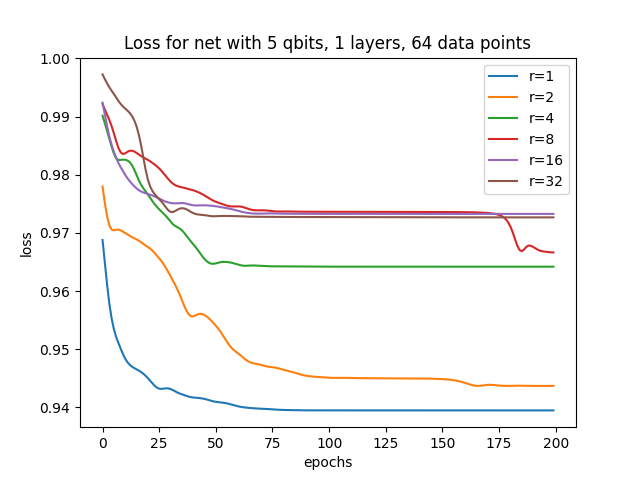 Loss for net with 5 qbits, 1 layers, 64 data points
1.00
0.99
0.98
0.97
0.96
0.95
0.94
loss
r=1
r=2
r=4
r=8
r=16
r=32
0 25 50 75 100 125 150 175 200
epochs